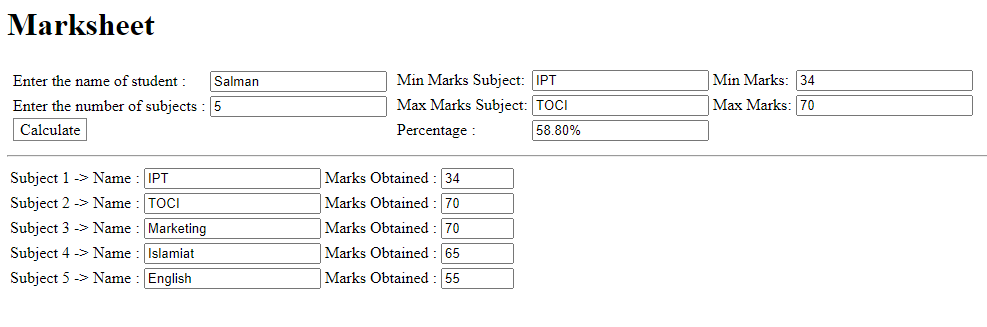 Marksheet
Enter the name of student : Salman Min Marks Subject: IPT Min Marks: 34
Enter the number of subjects : 5 Max Marks Subject: TOCI Max Marks: 70
Calculate Percentage : 58.80%
Subject 1 -> Name : IPT Marks Obtained : 34
Subject 2 -> Name : TOCI Marks Obtained : 70
Subject 3 -> Name : Marketing Marks Obtained : 70
Subject 4 -> Name : Islamiat Marks Obtained : 65
Subject 5 -> Name : English Marks Obtained : 55